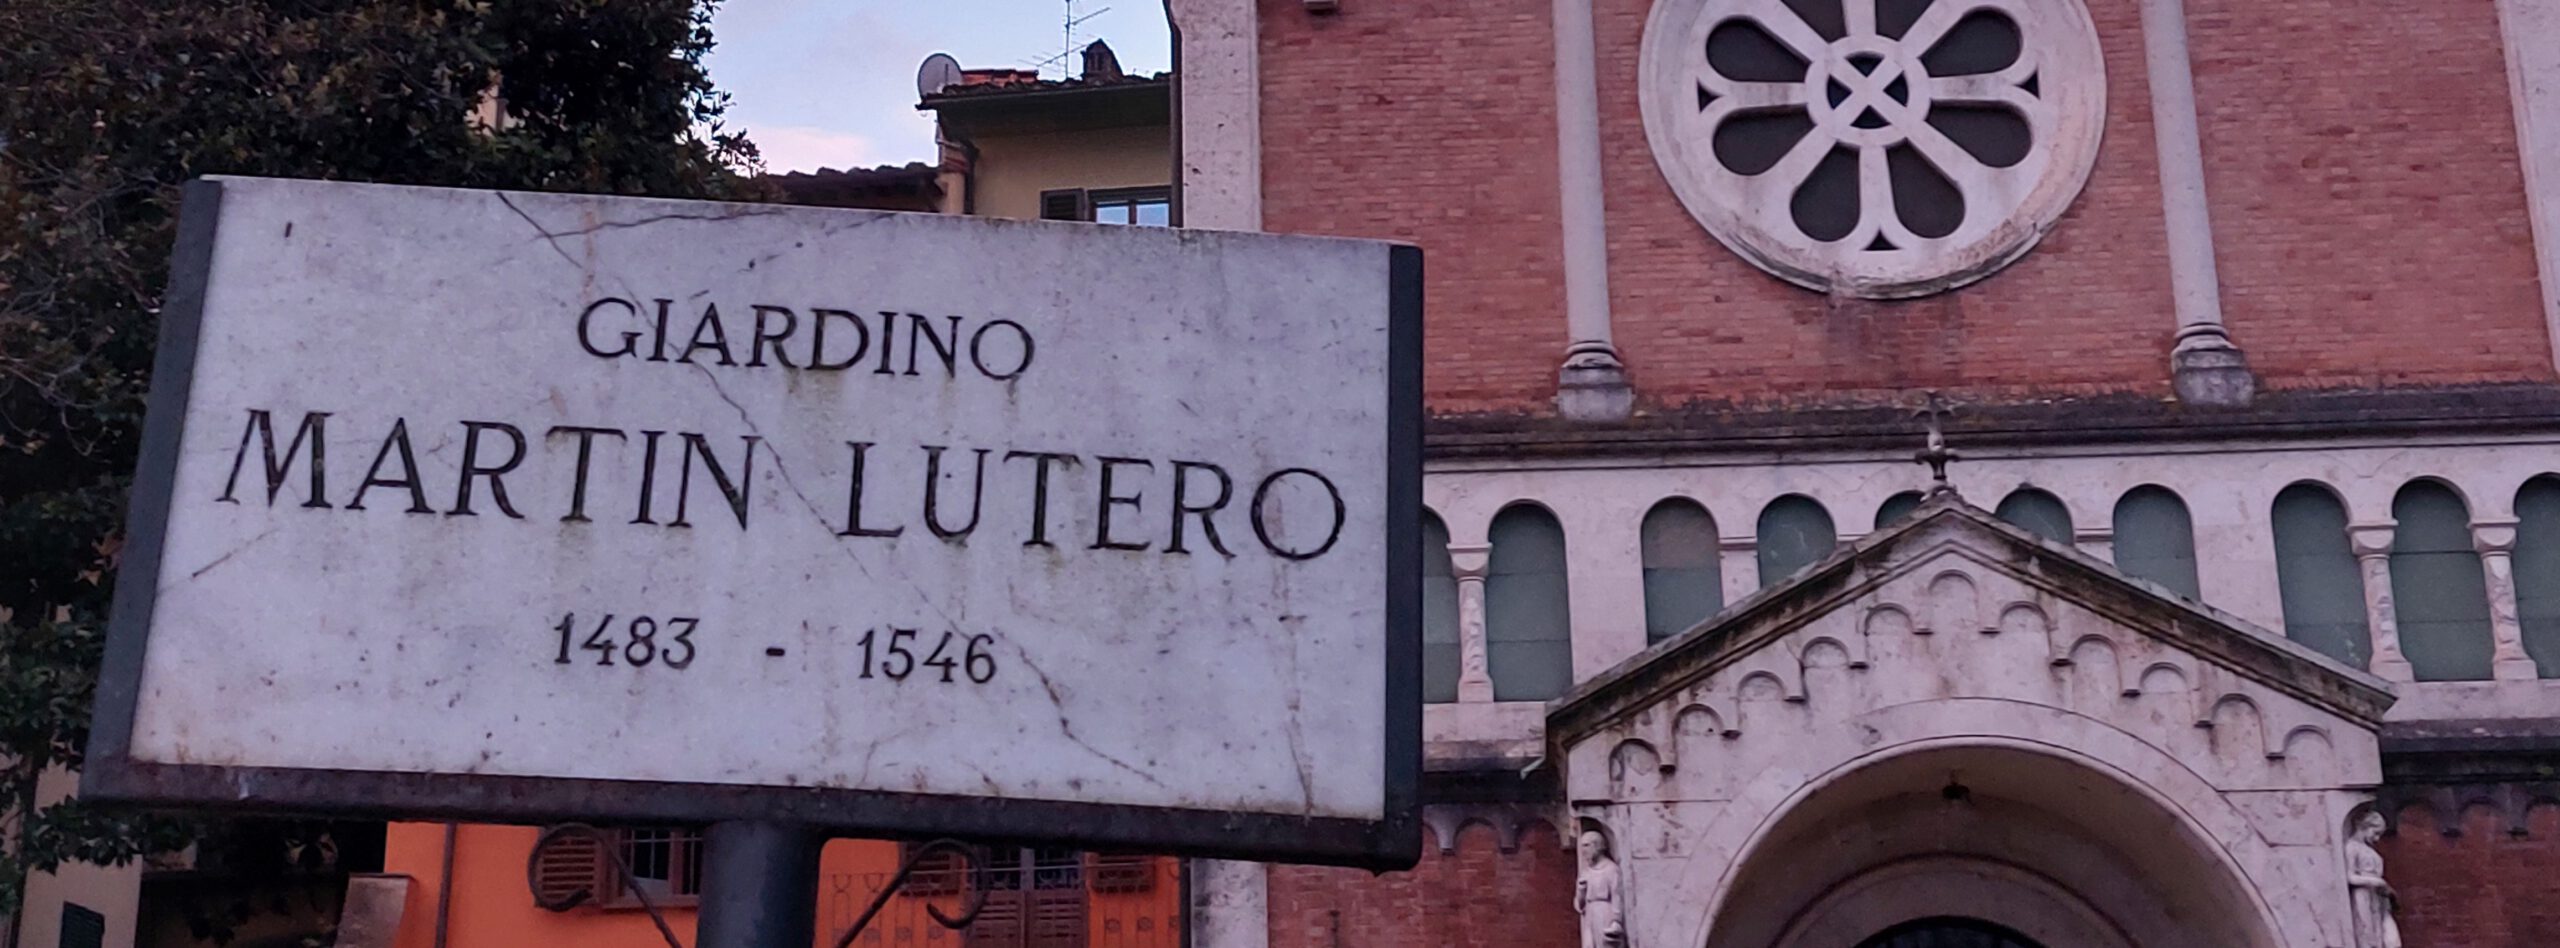 GIARDINO
MARTIN LUTERO
1483 - 1546